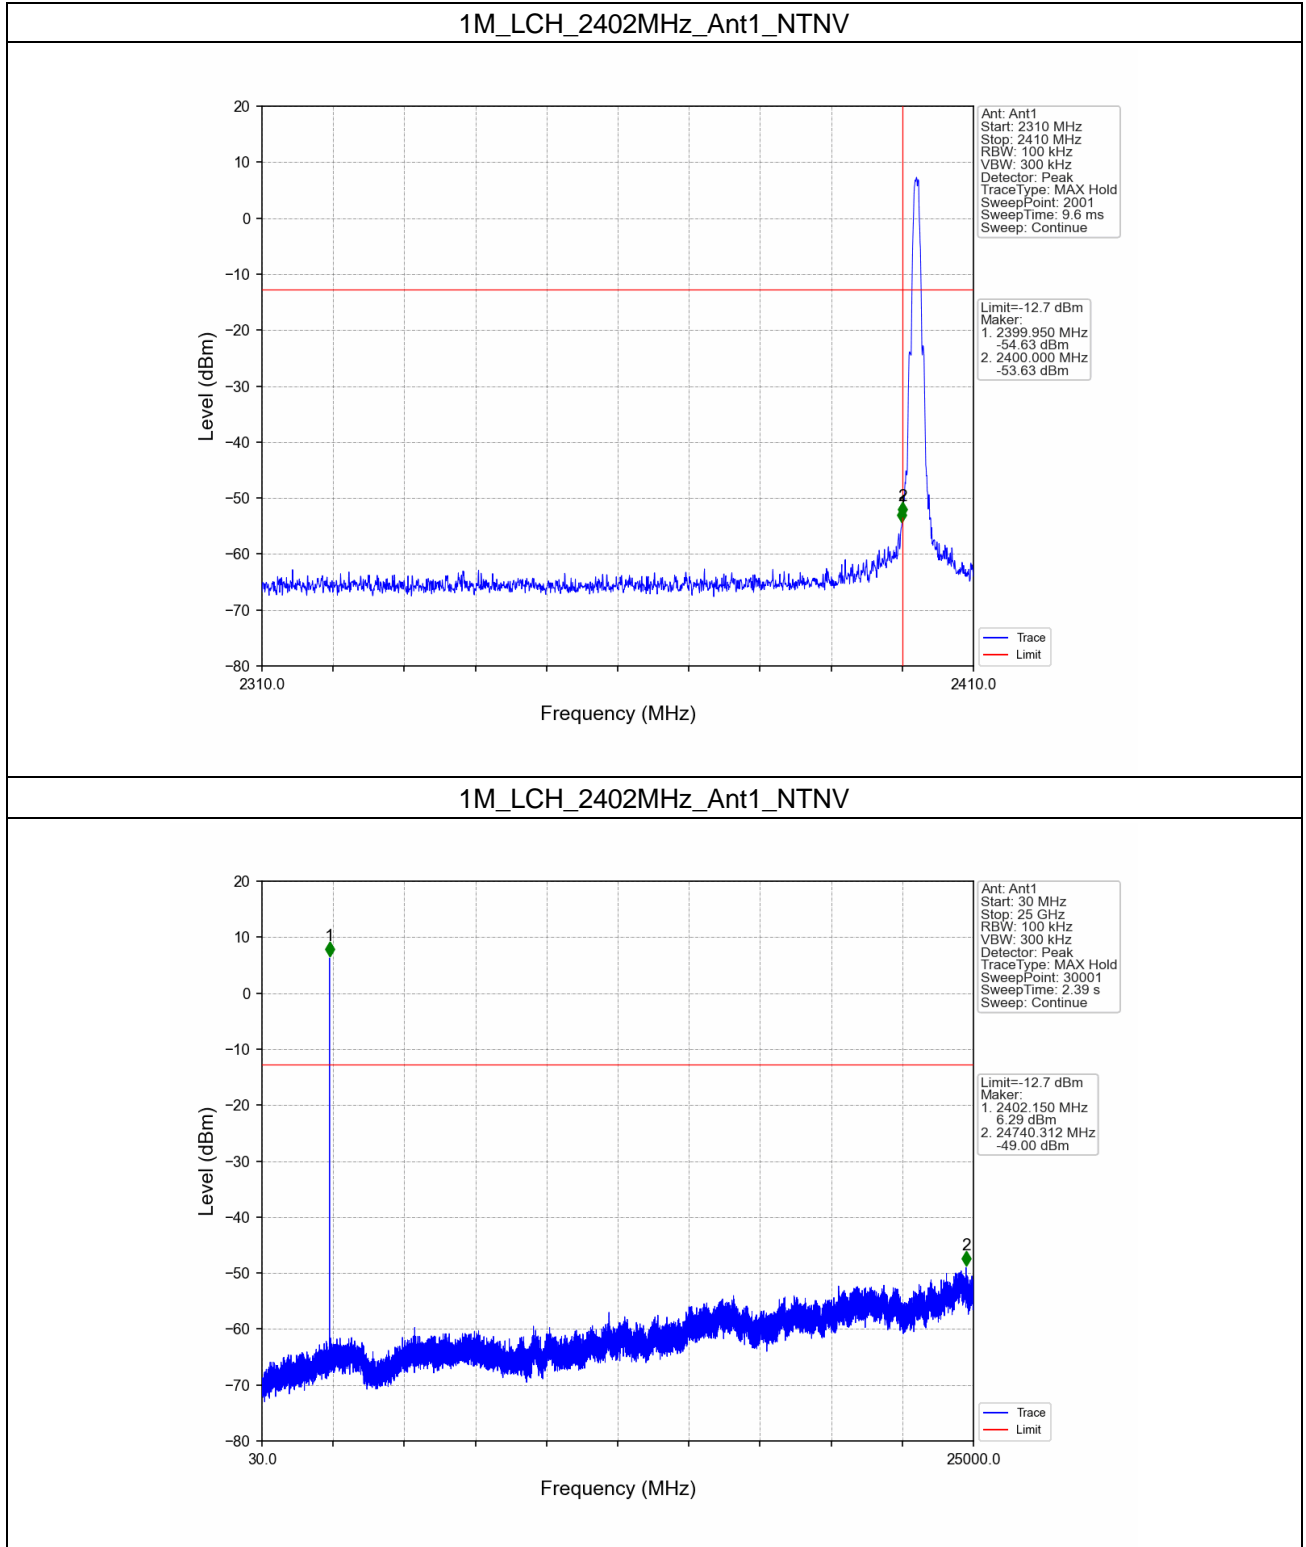 1M_LCH_2402MHz_Ant1_NTNV
20
10
0
−10
−20
−30
−40
−50
−60
−70
−80
Level (dBm)
2310.0
2410.0
Frequency (MHz)
2
Ant: Ant1
Start: 2310 MHz
Stop: 2410 MHz
RBW: 100 kHz
VBW: 300 kHz
Detector: Peak
TraceType: MAX Hold
SweepPoint: 2001
SweepTime: 9.6 ms
Sweep: Continue
Limit=-12.7 dBm
Maker:
1. 2399.950 MHz
-54.63 dBm
2. 2400.000 MHz
-53.63 dBm
Trace
Limit
1M_LCH_2402MHz_Ant1_NTNV
20
10
0
−10
−20
−30
−40
−50
−60
−70
−80
Level (dBm)
30.0
25000.0
Frequency (MHz)
1
2
Ant: Ant1
Start: 30 MHz
Stop: 25 GHz
RBW: 100 kHz
VBW: 300 kHz
Detector: Peak
TraceType: MAX Hold
SweepPoint: 30001
SweepTime: 2.39 s
Sweep: Continue
Limit=-12.7 dBm
Maker:
1. 2402.150 MHz
6.29 dBm
2. 24740.312 MHz
-49.00 dBm
Trace
Limit